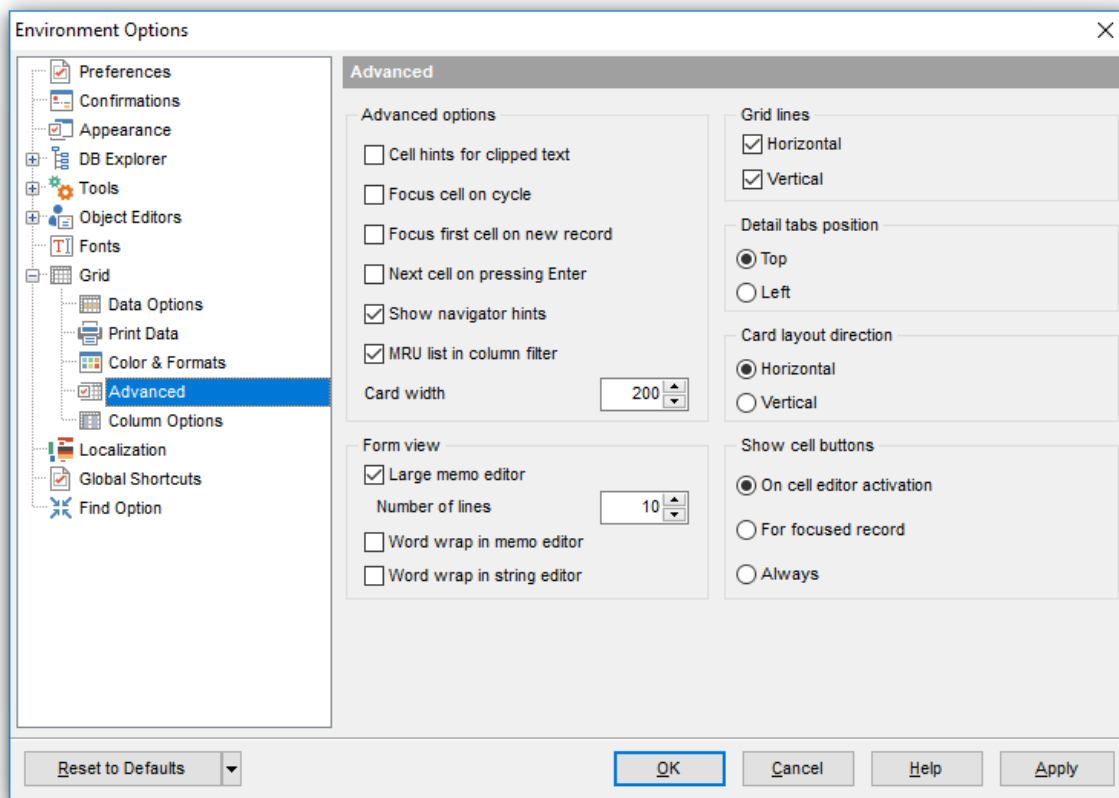 Environment Options
Preferences
Confirmations
Appearance
DB Explorer
Tools
Object Editors
Fonts
Grid
Data Options
Print Data
Color & Formats
Advanced
Column Options
Localization
Global Shortcuts
Find Option
Advanced
Advanced options
Cell hints for clipped text
Focus cell on cycle
Focus first cell on new record
Next cell on pressing Enter
Show navigator hints
MRU list in column filter
Card width 200
Form view
Large memo editor
Number of lines 10
Word wrap in memo editor
Word wrap in string editor
Grid lines
Horizontal
Vertical
Detail tabs position
Top
Left
Card layout direction
Horizontal
Vertical
Show cell buttons
On cell editor activation
For focused record
Always
Reset to Defaults OK Cancel Help Apply